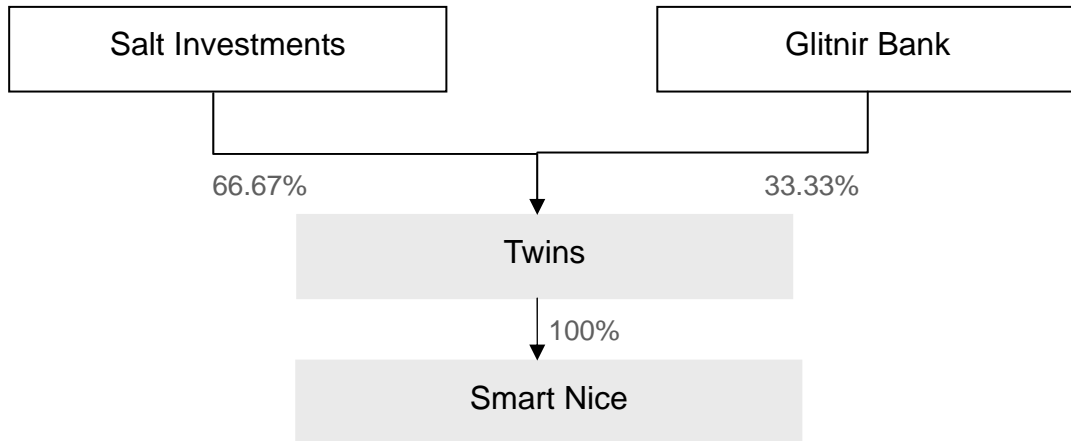 Salt Investments
Glitnir Bank
66.67%
33.33%
Twins
100%
Smart Nice